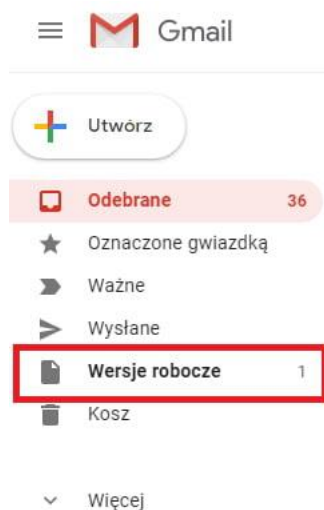 Gmail
Utwórz
Odebrane 36
Oznaczone gwiazdką
Ważne
Wysłane
Wersje robocze 1
Kosz
Więcej